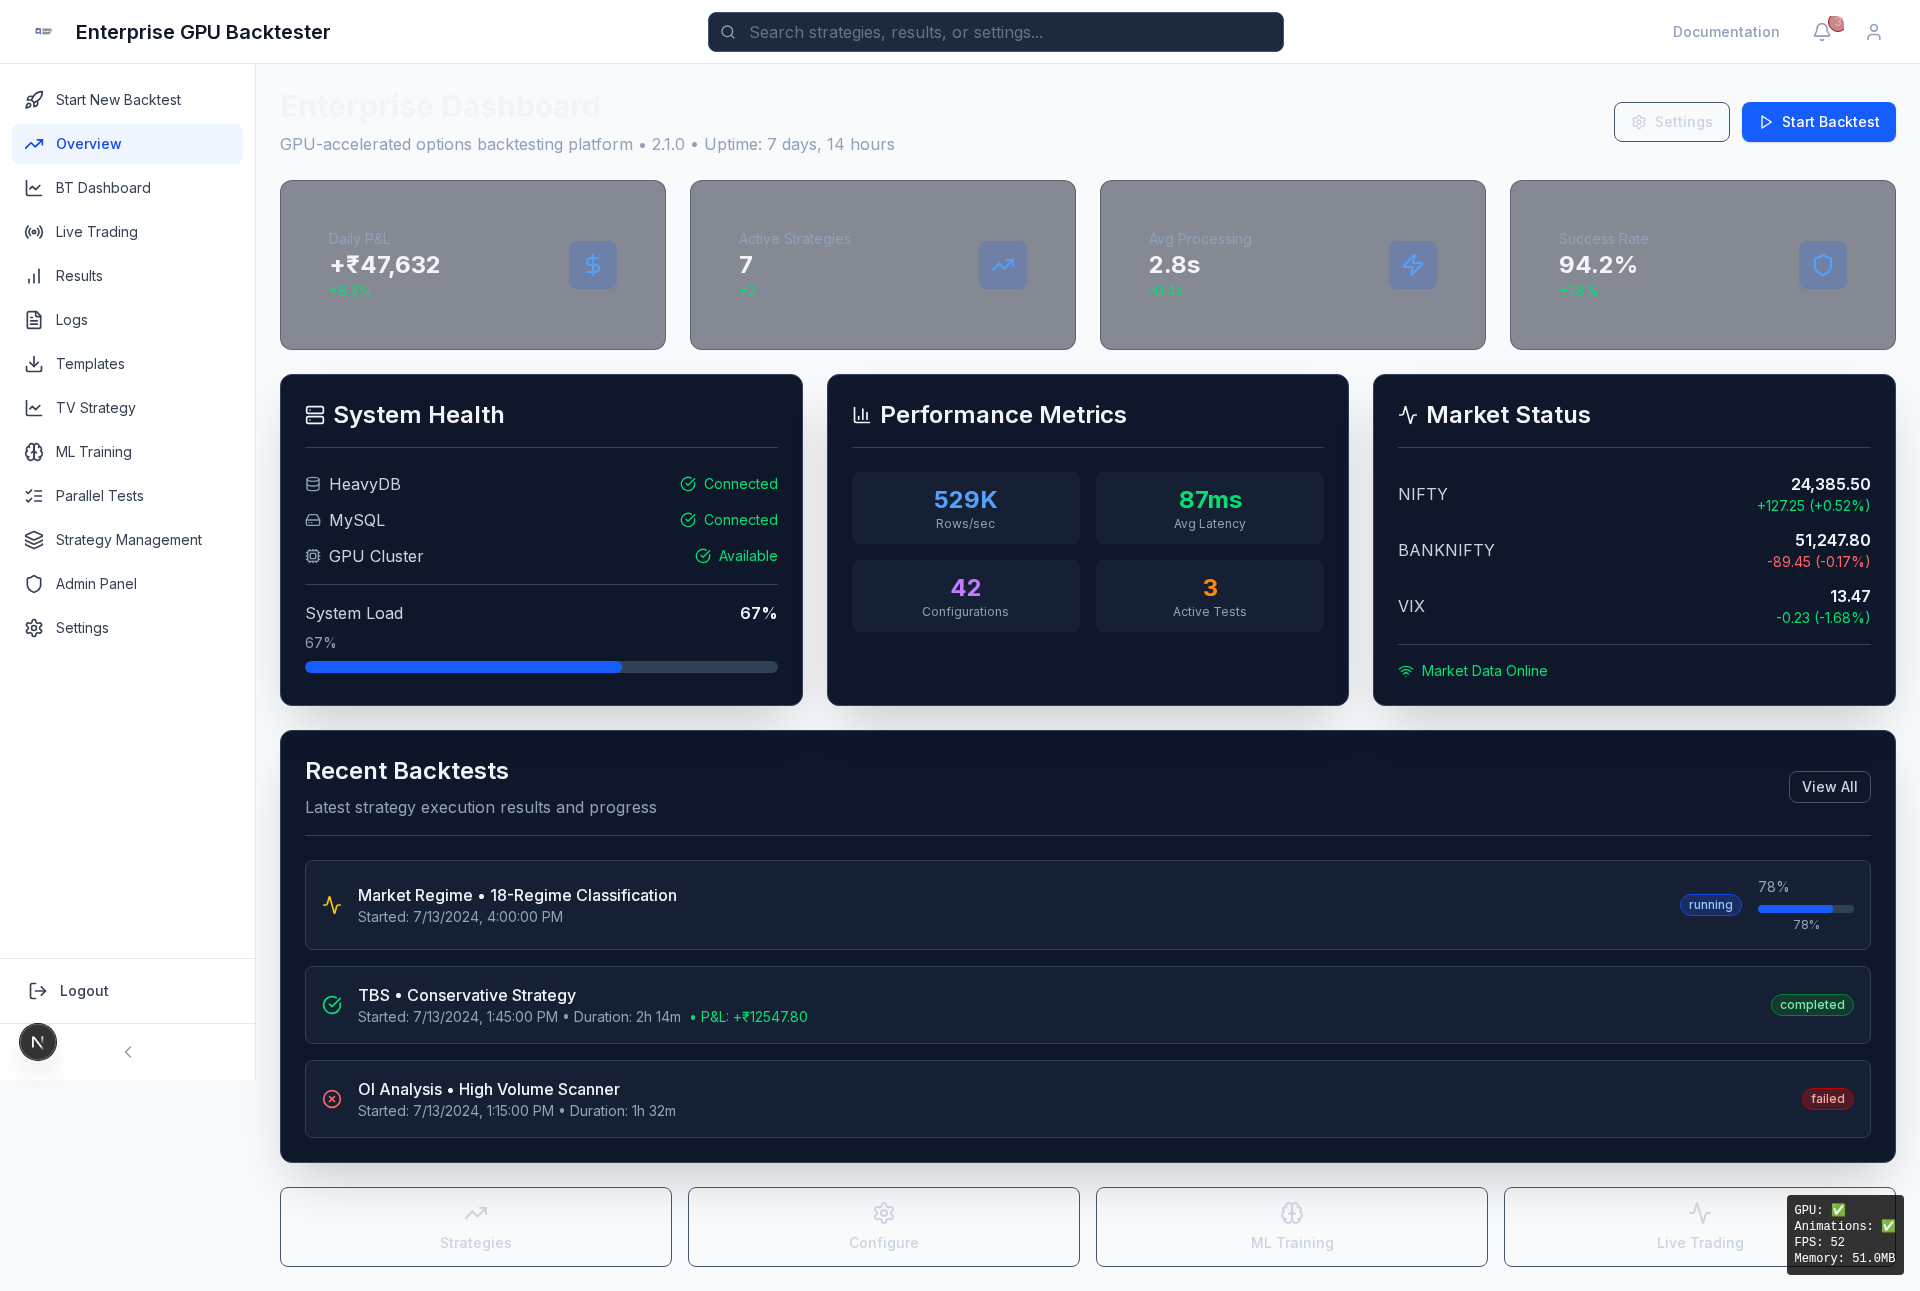 Enterprise GPU Backtester
Search strategies, results, or settings...
Documentation
3
Start New Backtest
Overview
BT Dashboard
Live Trading
Results
Logs
Templates
TV Strategy
ML Training
Parallel Tests
Strategy Management
Admin Panel
Settings
Logout
N
Enterprise Dashboard
GPU-accelerated options backtesting platform • 2.1.0 • Uptime: 7 days, 14 hours
Settings
Start Backtest
Daily P&L
+₹47,632
+8.3%
Active Strategies
7
+2
Avg Processing
2.8s
-0.4s
Success Rate
94.2%
+1.8%
System Health
HeavyDB
Connected
MySQL
Connected
GPU Cluster
Available
System Load
67%
67%
Performance Metrics
529K
Rows/sec
87ms
Avg Latency
42
Configurations
3
Active Tests
Market Status
NIFTY
24,385.50
+127.25 (+0.52%)
BANKNIFTY
51,247.80
-89.45 (-0.17%)
VIX
13.47
-0.23 (-1.68%)
Market Data Online
Recent Backtests
Latest strategy execution results and progress
View All
Market Regime • 18-Regime Classification
Started: 7/13/2024, 4:00:00 PM
running
78%
78%
TBS • Conservative Strategy
Started: 7/13/2024, 1:45:00 PM • Duration: 2h 14m • P&L: +₹12547.80
completed
OI Analysis • High Volume Scanner
Started: 7/13/2024, 1:15:00 PM • Duration: 1h 32m
failed
Strategies
Configure
ML Training
Live Trading
GPU: ✅
Animations: ✅
FPS: 52
Memory: 51.0MB